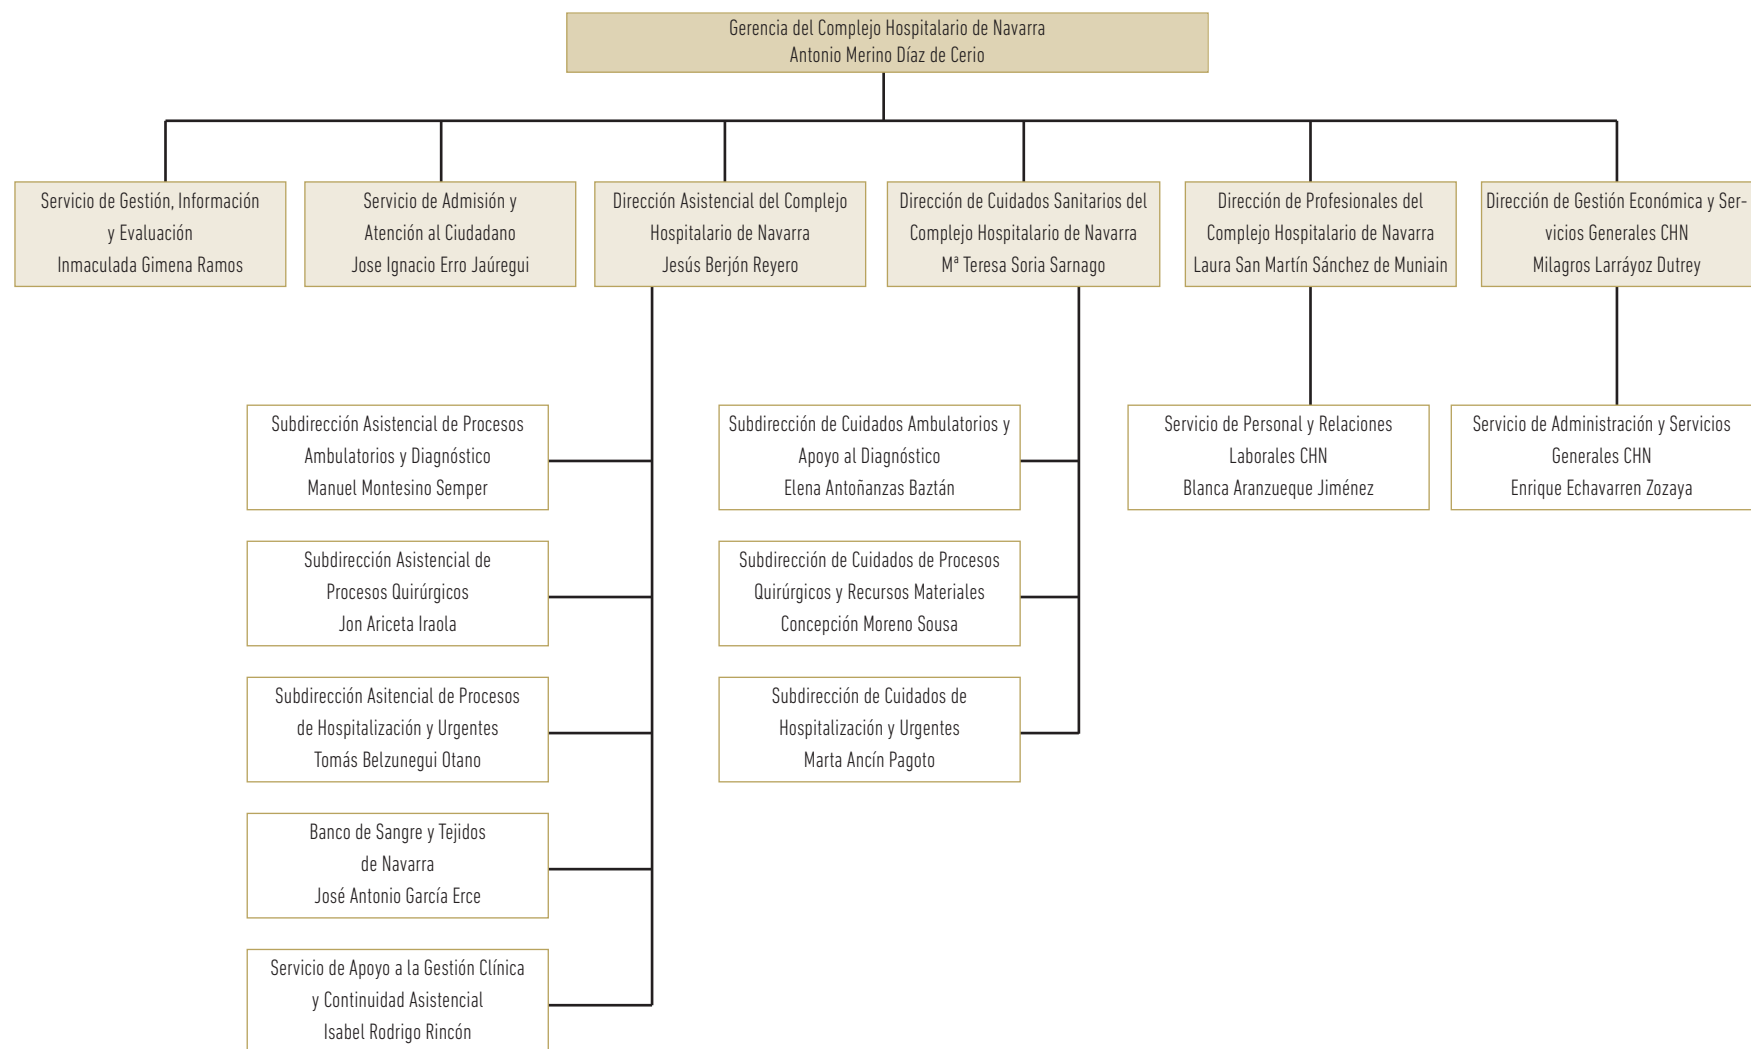 Gerencia del Complejo Hospitalario de Navarra
Antonio Merino Díaz de Cerio
Servicio de Gestión, Información
y Evaluación
Inmaculada Gimena Ramos
Servicio de Admisión y
Atención al Ciudadano
Jose Ignacio Erro Jaúregui
Dirección Asistencial del Complejo
Hospitalario de Navarra
Jesús Berjón Reyero
Dirección de Cuidados Sanitarios del
Complejo Hospitalario de Navarra
Mª Teresa Soria Sarnago
Dirección de Profesionales del
Complejo Hospitalario de Navarra
Laura San Martín Sánchez de Muniain
Dirección de Gestión Económica y Ser-
vicios Generales CHN
Milagros Larráyoz Dutrey
Subdirección Asistencial de Procesos
Ambulatorios y Diagnóstico
Manuel Montesino Semper
Subdirección de Cuidados Ambulatorios y
Apoyo al Diagnóstico
Elena Antoñanzas Baztán
Servicio de Personal y Relaciones
Laborales CHN
Blanca Aranzueque Jiménez
Servicio de Administración y Servicios
Generales CHN
Enrique Echavarren Zozaya
Subdirección Asistencial de
Procesos Quirúrgicos
Jon Ariceta Iraola
Subdirección de Cuidados de Procesos
Quirúrgicos y Recursos Materiales
Concepción Moreno Sousa
Subdirección Asitencial de Procesos
de Hospitalización y Urgentes
Tomás Belzunegui Otano
Subdirección de Cuidados de
Hospitalización y Urgentes
Marta Ancín Pagoto
Banco de Sangre y Tejidos
de Navarra
José Antonio García Erce
Servicio de Apoyo a la Gestión Clínica
y Continuidad Asistencial
Isabel Rodrigo Rincón